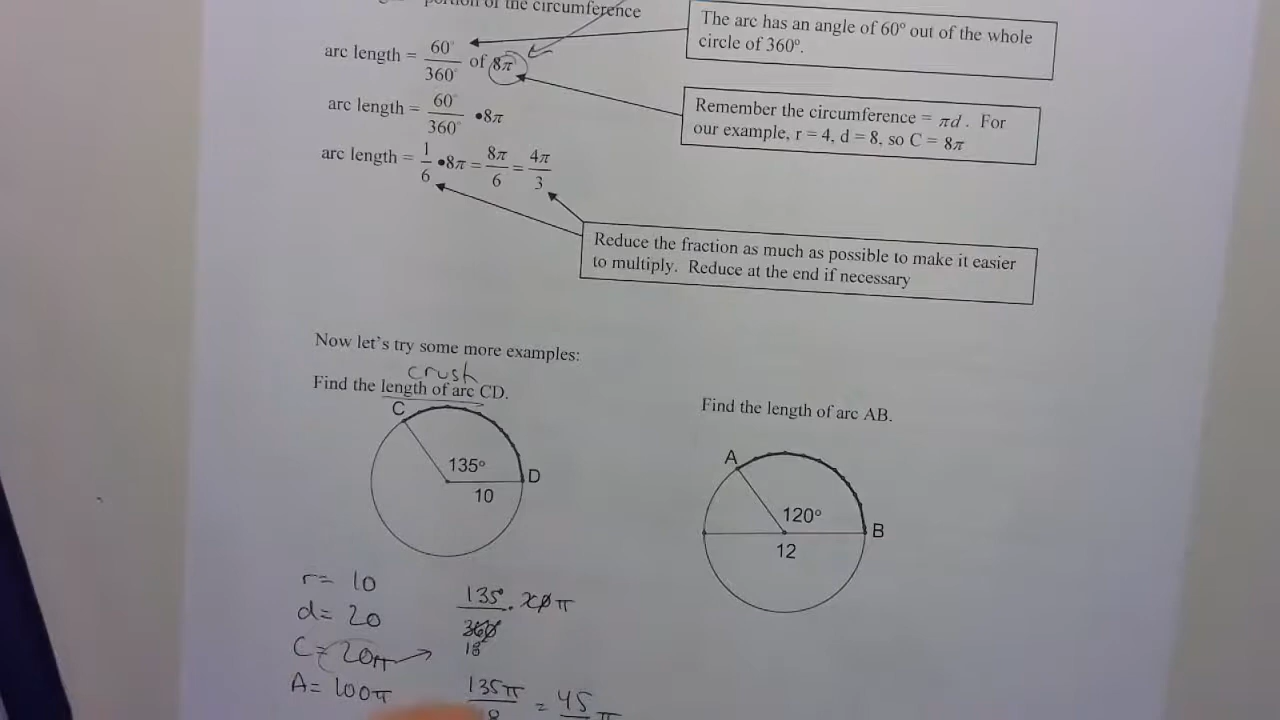 portion of the circumference
arc length = 60° / 360° of 8π
The arc has an angle of 60° out of the whole
circle of 360°.
arc length = 60° / 360° •8π
Remember the circumference = πd. For
our example, r = 4, d = 8, so C = 8π
arc length = 1/6 •8π = 8π/6 = 4π/3
Reduce the fraction as much as possible to make it easier
to multiply. Reduce at the end if necessary
Now let's try some more examples:
crush
Find the length of arc CD.
C
135°
D
10
Find the length of arc AB.
A
120°
B
12
r= 10
d= 20
C= 20π
A= 100π
135° / 360 · 20π
18
135π / = 45 π